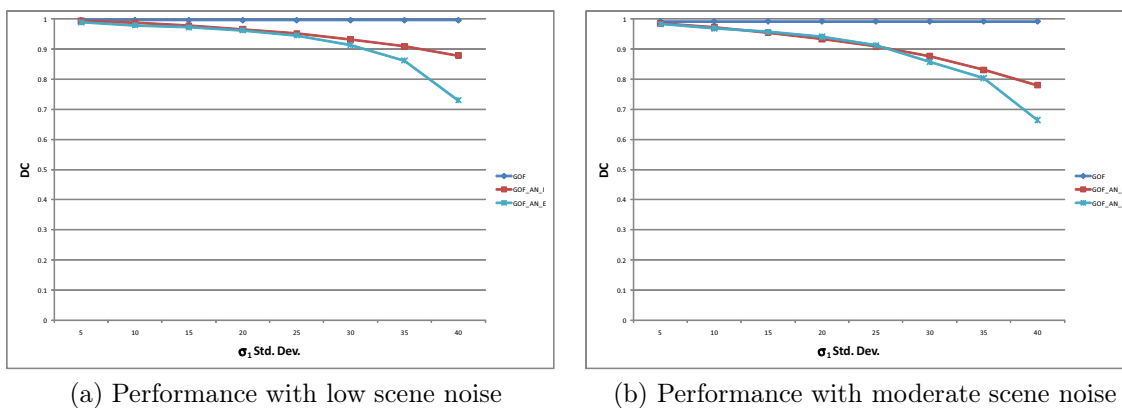 1
0.9
0.8
0.7
0.6
0.5
0.4
0.3
0.2
0.1
0
DC
5 10 15 20 25 30 35 40
σ1 Std. Dev.
GOF
GOF_AN_I
GOF_AN_E
(a) Performance with low scene noise
1
0.9
0.8
0.7
0.6
0.5
0.4
0.3
0.2
0.1
0
DC
5 10 15 20 25 30 35 40
σ1 Std. Dev.
GOF
GOF_AN_
GOF_AN_
(b) Performance with moderate scene noise